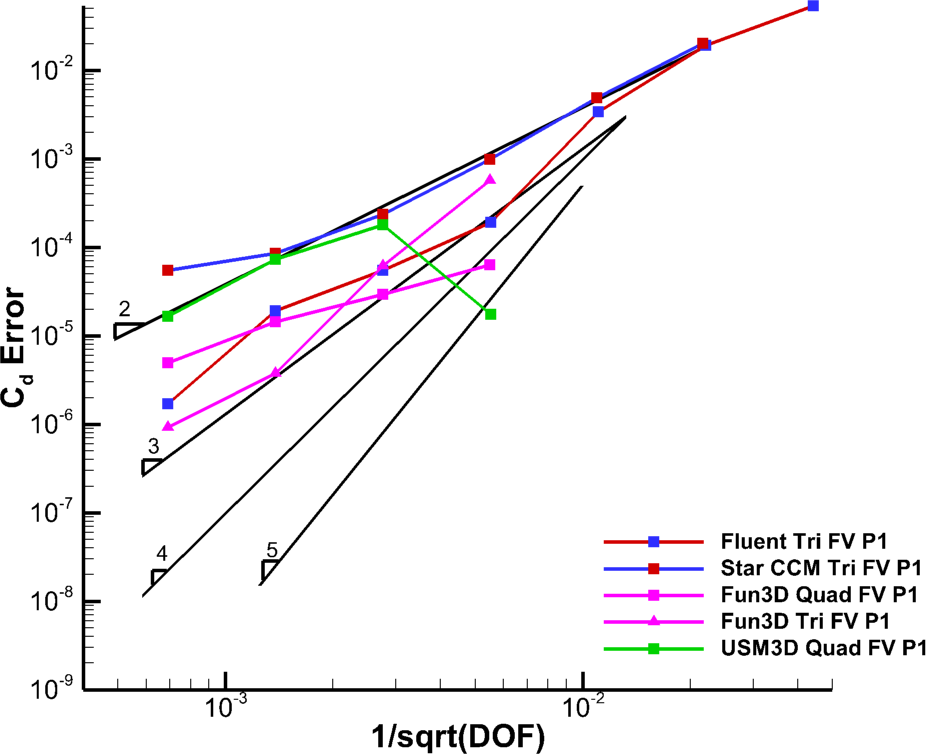 10-2
10-3
10-4
10-5
10-6
10-7
10-8
10-9
Cd Error
2
3
4
5
Fluent Tri FV P1
Star CCM Tri FV P1
Fun3D Quad FV P1
Fun3D Tri FV P1
USM3D Quad FV P1
10-3 10-2
1/sqrt(DOF)